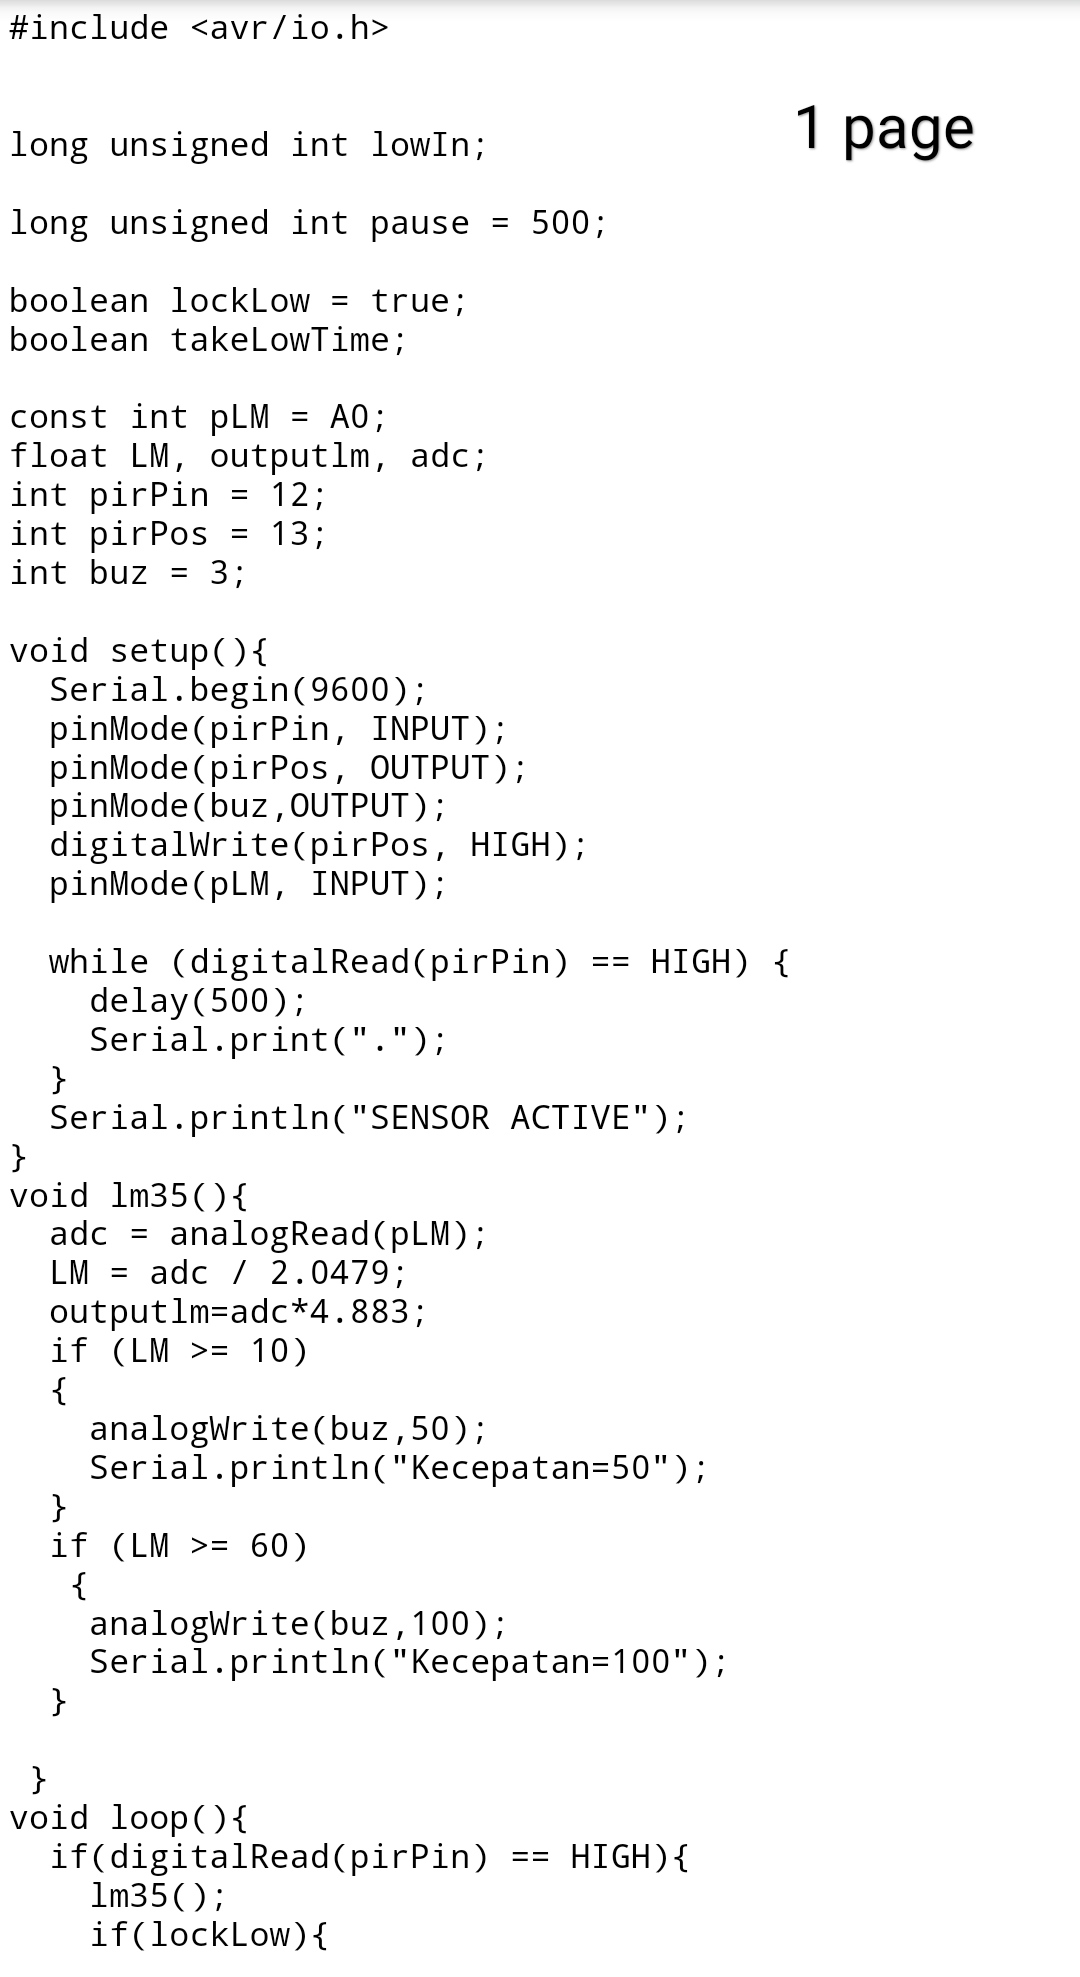 #include <avr/io.h>
1 page
long unsigned int lowIn;
long unsigned int pause = 500;
boolean lockLow = true;
boolean takeLowTime;
const int pLM = A0;
float LM, outputlm, adc;
int pirPin = 12;
int pirPos = 13;
int buz = 3;
void setup(){
  Serial.begin(9600);
  pinMode(pirPin, INPUT);
  pinMode(pirPos, OUTPUT);
  pinMode(buz,OUTPUT);
  digitalWrite(pirPos, HIGH);
  pinMode(pLM, INPUT);
  while (digitalRead(pirPin) == HIGH) {
    delay(500);
    Serial.print(".");
  }
  Serial.println("SENSOR ACTIVE");
}
void lm35(){
  adc = analogRead(pLM);
  LM = adc / 2.0479;
  outputlm=adc*4.883;
  if (LM >= 10)
  {
    analogWrite(buz,50);
    Serial.println("Kecepatan=50");
  }
  if (LM >= 60)
   {
    analogWrite(buz,100);
    Serial.println("Kecepatan=100");
  }
 }
void loop(){
  if(digitalRead(pirPin) == HIGH){
    lm35();
    if(lockLow){